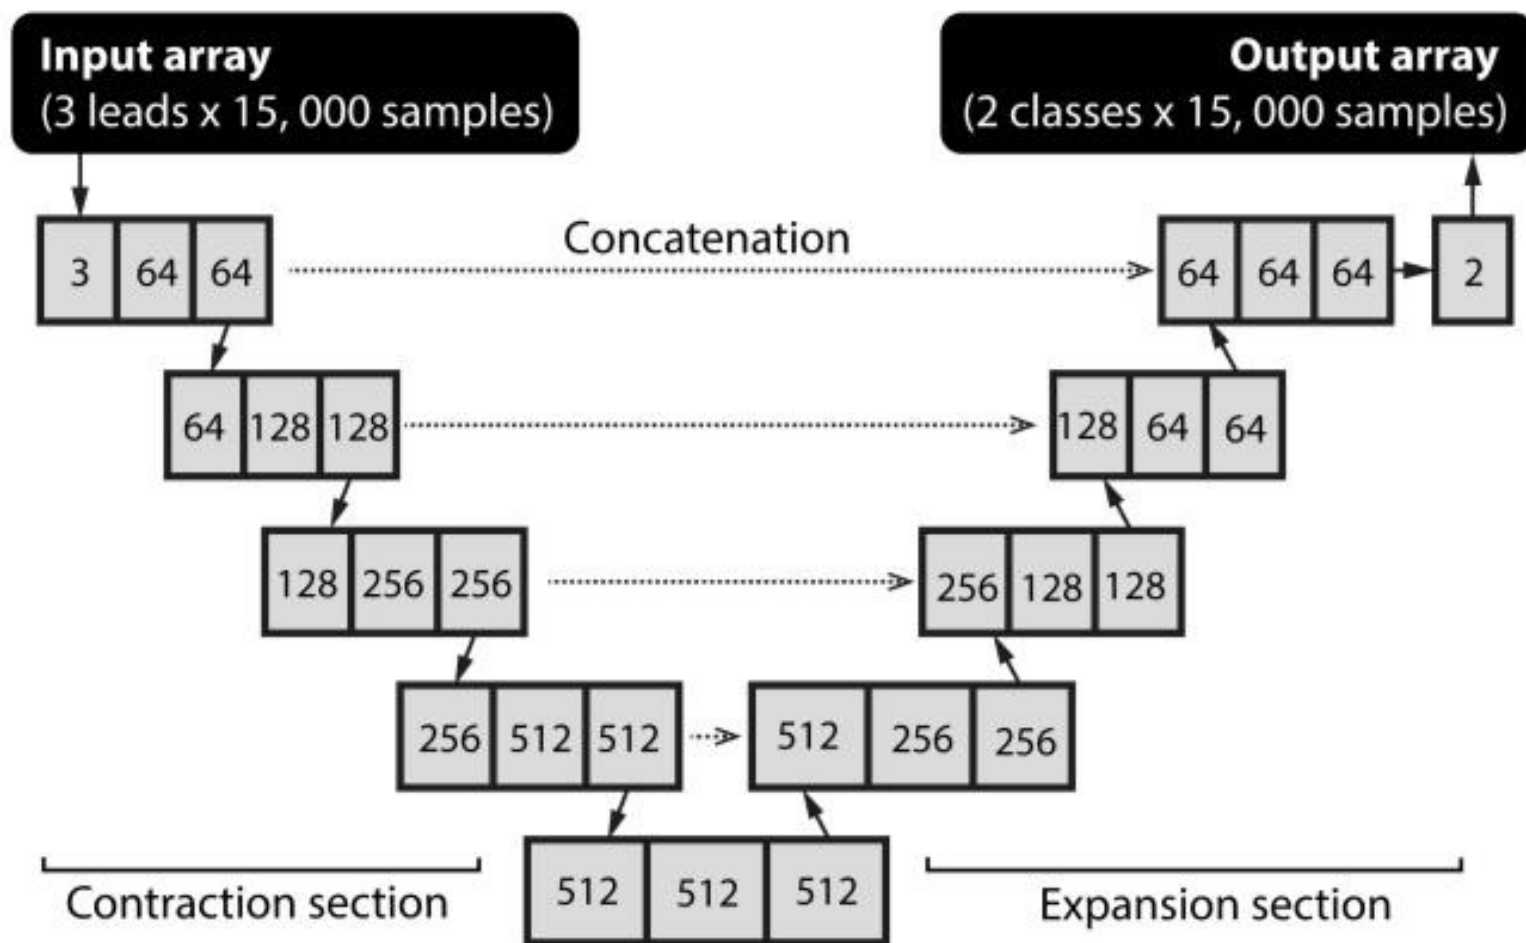 Input array
(3 leads x 15, 000 samples)
Output array
(2 classes x 15, 000 samples)
3 64 64
Concatenation
64 64 64
2
64 128 128
128 64 64
128 256 256
256 128 128
256 512 512
512 256 256
512 512 512
Contraction section
Expansion section